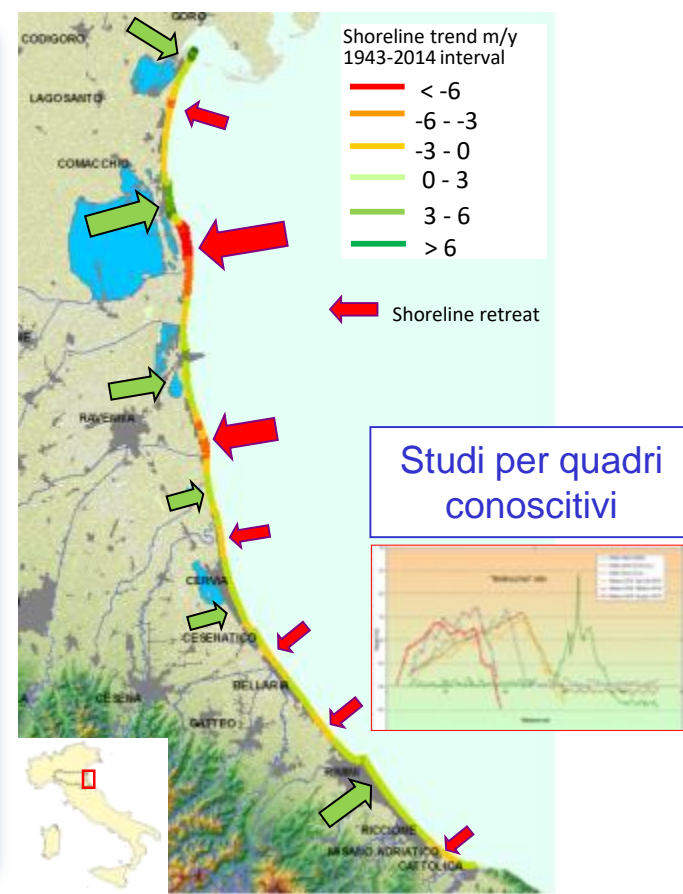 GORO
CODIGORO
LAGOSANTO
COMACCHIO
RAVENNA
CERVIA
CESENATICO
BELLARIA
CESENA
GATTEO
RIMINI
RICCIONE
MISANO ADRIATICO
CATTOLICA
Shoreline trend m/y
1943-2014 interval
< -6
-6 - -3
-3 - 0
0 - 3
3 - 6
> 6
Shoreline retreat
Studi per quadri
conoscitivi